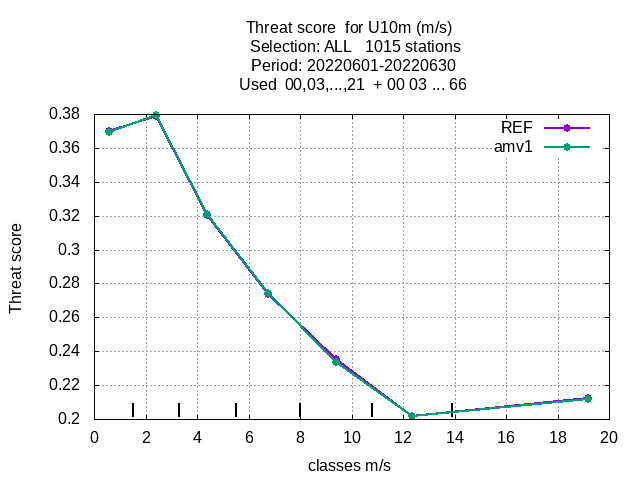 Threat score  for U10m (m/s)
Selection: ALL   1015 stations
Period: 20220601-20220630
Used  00,03,...,21  + 00 03 ... 66
REF
amv1
0.38
0.36
0.34
0.32
0.3
0.28
0.26
0.24
0.22
0.2
Threat score
0 2 4 6 8 10 12 14 16 18 20
classes m/s